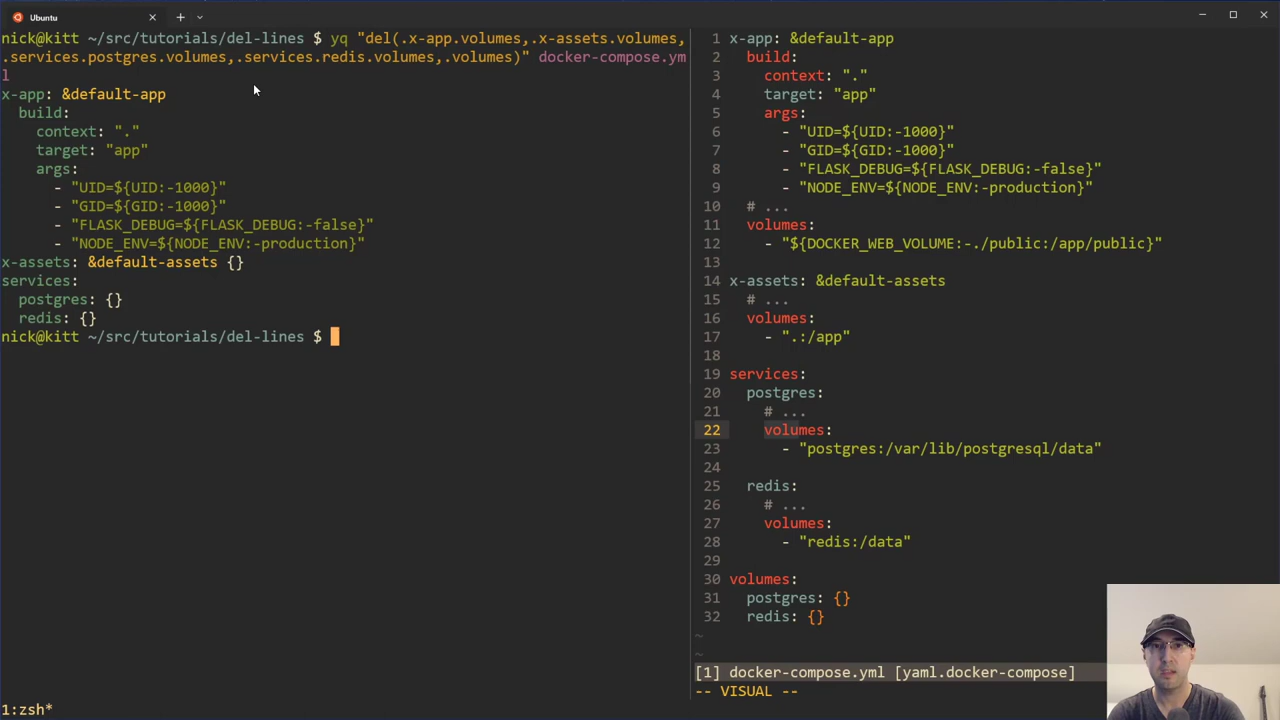 Ubuntu
nick@kitt ~/src/tutorials/del-lines $ yq "del(.x-app.volumes,.x-assets.volumes,
.services.postgres.volumes,.services.redis.volumes,.volumes)" docker-compose.ym
l
x-app: &default-app
  build:
    context: "."
    target: "app"
    args:
      - "UID=${UID:-1000}"
      - "GID=${GID:-1000}"
      - "FLASK_DEBUG=${FLASK_DEBUG:-false}"
      - "NODE_ENV=${NODE_ENV:-production}"
x-assets: &default-assets {}
services:
  postgres: {}
  redis: {}
nick@kitt ~/src/tutorials/del-lines $
1 x-app: &default-app
2   build:
3     context: "."
4     target: "app"
5     args:
6       - "UID=${UID:-1000}"
7       - "GID=${GID:-1000}"
8       - "FLASK_DEBUG=${FLASK_DEBUG:-false}"
9       - "NODE_ENV=${NODE_ENV:-production}"
10   # ...
11   volumes:
12     - "${DOCKER_WEB_VOLUME:-./public:/app/public}"
13
14 x-assets: &default-assets
15   # ...
16   volumes:
17     - ".:/app"
18
19 services:
20   postgres:
21     # ...
22     volumes:
23       - "postgres:/var/lib/postgresql/data"
24
25   redis:
26     # ...
27     volumes:
28       - "redis:/data"
29
30 volumes:
31   postgres: {}
32   redis: {}
~
~
[1] docker-compose.yml [yaml.docker-compose]
-- VISUAL --
1:zsh*